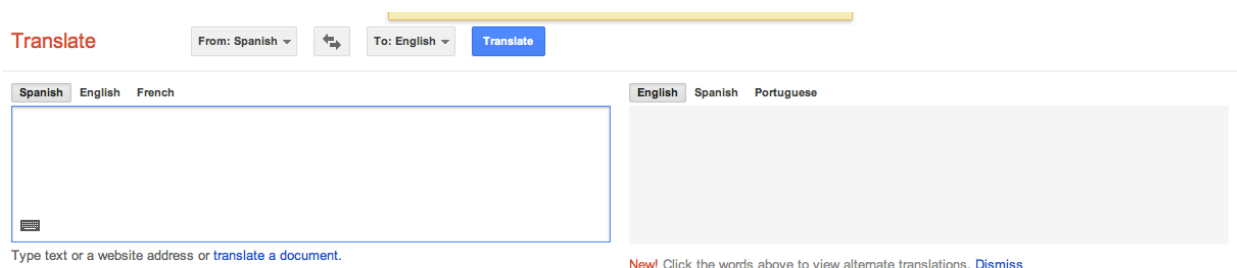 Translate From: Spanish To: English Translate
Spanish English French
English Spanish Portuguese
Type text or a website address or translate a document.
New! Click the words above to view alternate translations. Dismiss